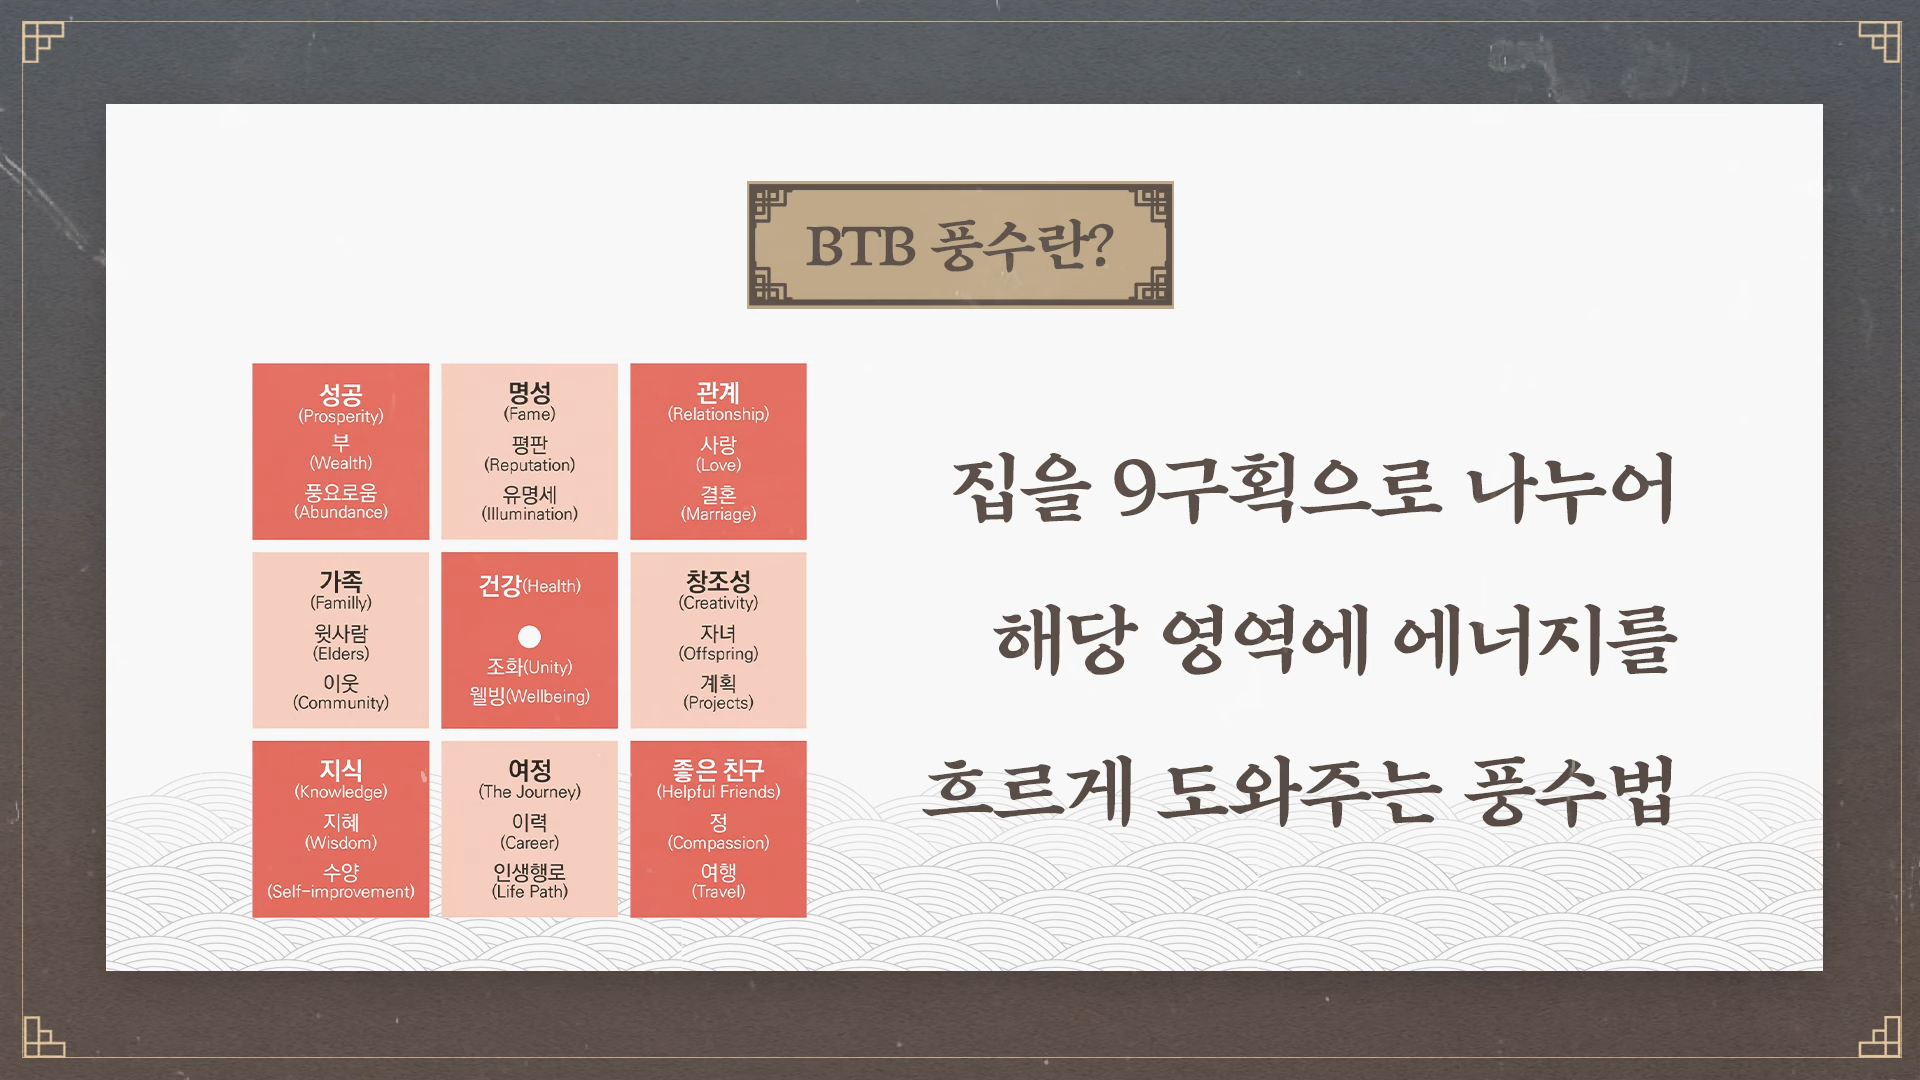 BTB 풍수란?
성공
(Prosperity)
부
(Wealth)
풍요로움
(Abundance)
명성
(Fame)
평판
(Reputation)
유명세
(Illumination)
관계
(Relationship)
사랑
(Love)
결혼
(Marriage)
가족
(Familly)
윗사람
(Elders)
이웃
(Community)
건강(Health)
조화(Unity)
웰빙(Wellbeing)
창조성
(Creativity)
자녀
(Offspring)
계획
(Projects)
지식
(Knowledge)
지혜
(Wisdom)
수양
(Self-improvement)
여정
(The Journey)
이력
(Career)
인생행로
(Life Path)
좋은 친구
(Helpful Friends)
정
(Compassion)
여행
(Travel)
집을 9구획으로 나누어
해당 영역에 에너지를
흐르게 도와주는 풍수법